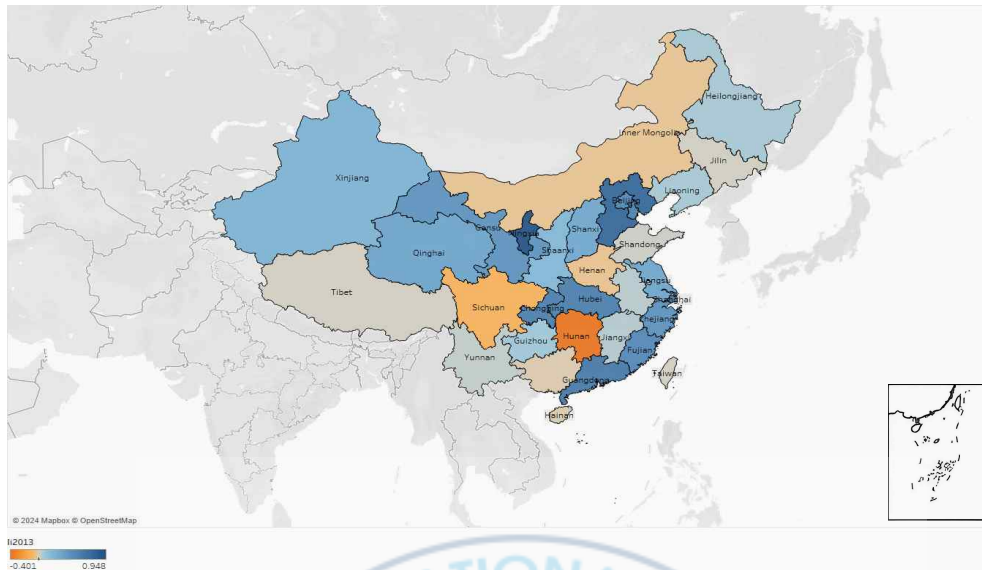 Heilongjiang
Inner Mongolia
Jilin
Xinjiang
Liaoning
Beijing
Gansu
Ningxia
Shanxi
Shaanxi
Shandong
Qinghai
Henan
Jiangsu
Tibet
Shanghai
Hubei
Sichuan
Chongqing
Zhejiang
Hunan
Jiangxi
Guizhou
Fujian
Yunnan
Taiwan
Guangdong
Hainan
© 2024 Mapbox © OpenStreetMap
li2013
-0.401 0.948
ATION